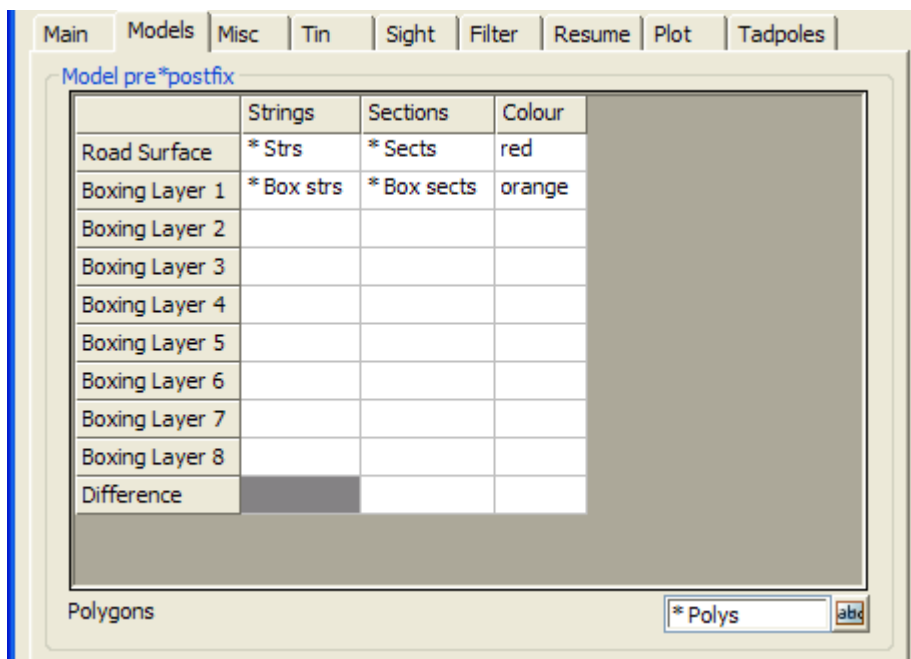 Main Models Misc Tin Sight Filter Resume Plot Tadpoles
Model pre*postfix
Strings Sections Colour
Road Surface * Strs * Sects red
Boxing Layer 1 * Box strs * Box sects orange
Boxing Layer 2
Boxing Layer 3
Boxing Layer 4
Boxing Layer 5
Boxing Layer 6
Boxing Layer 7
Boxing Layer 8
Difference
Polygons * Polys abc